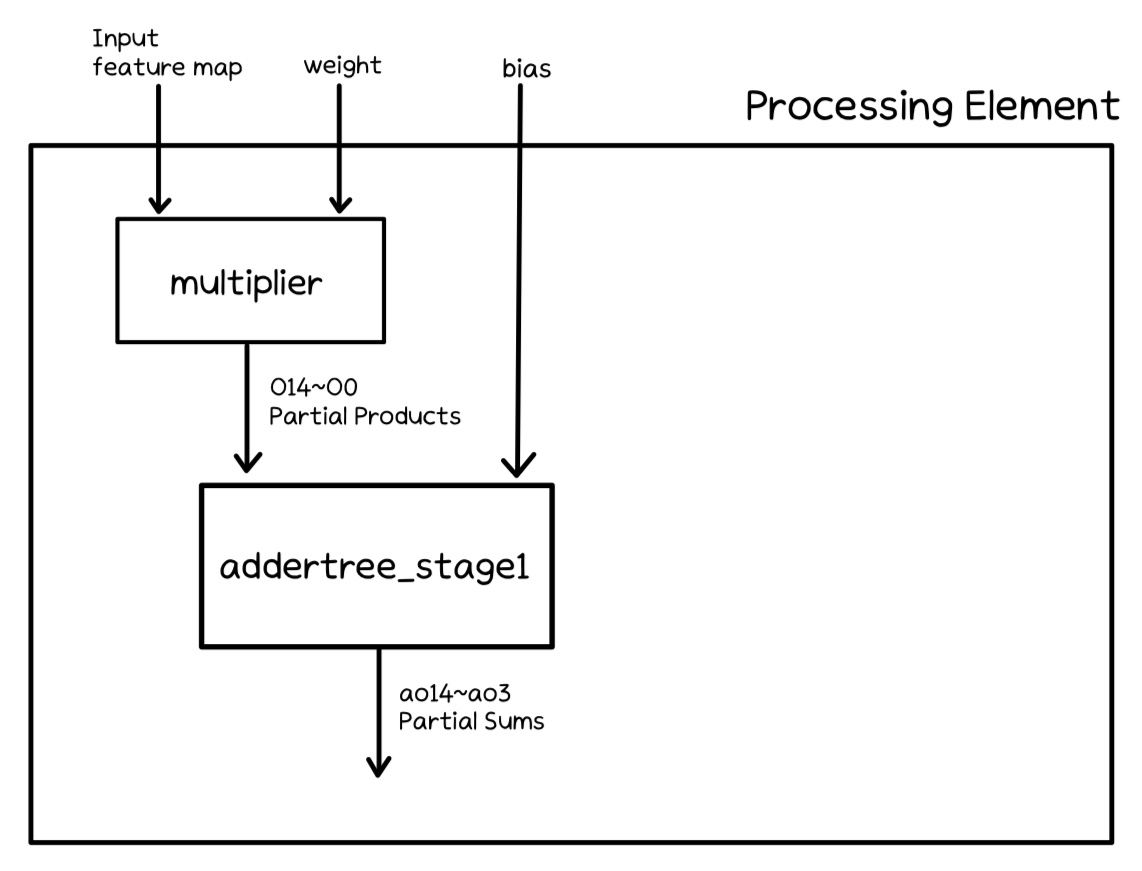 Input
feature map
weight
bias
Processing Element
multiplier
O14~O0
Partial Products
addertree_stage1
ao14~ao3
Partial Sums